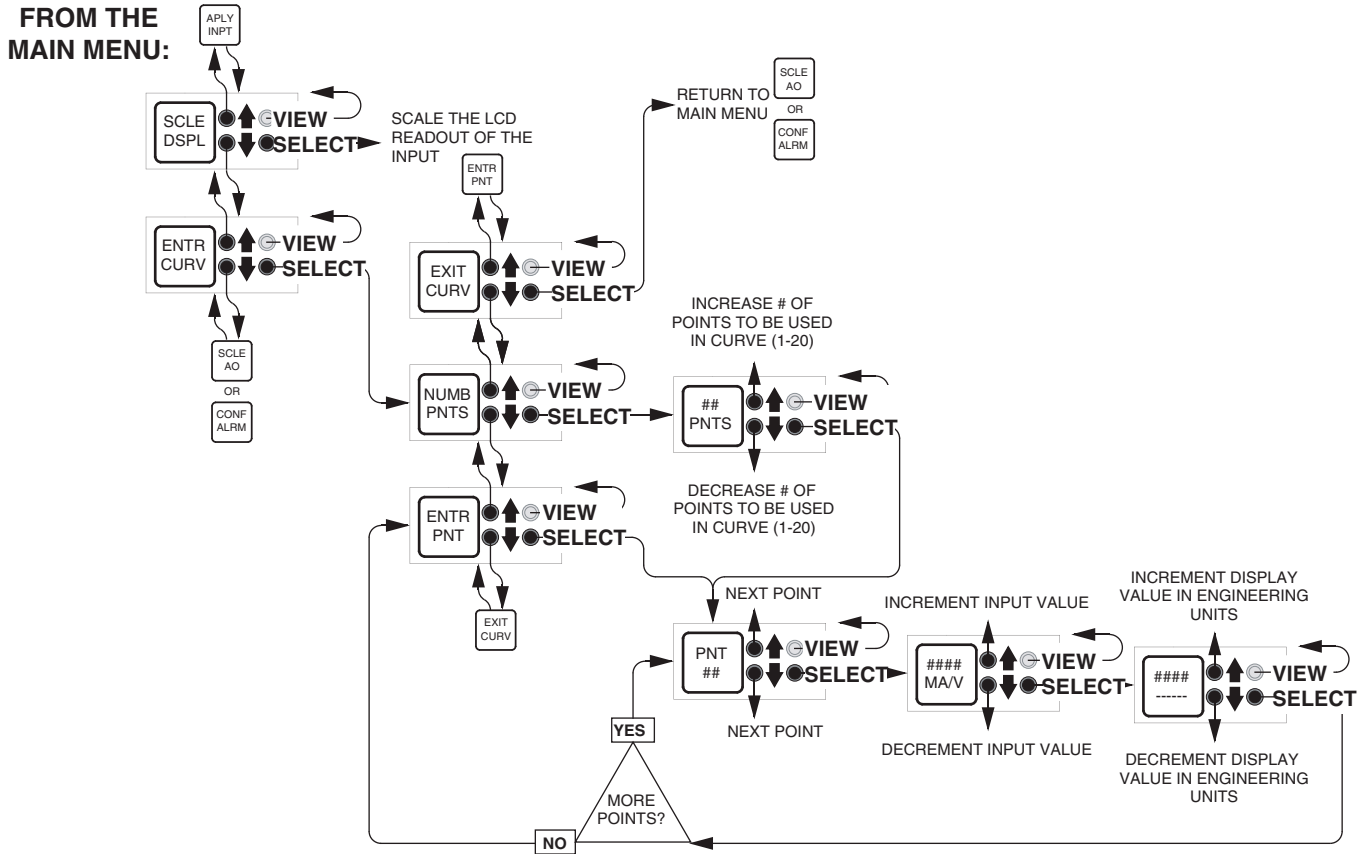 FROM THE
MAIN MENU:
APLY
INPT
SCLE
DSPL
VIEW
SELECT
SCALE THE LCD
READOUT OF THE
INPUT
ENTR
CURV
VIEW
SELECT
SCLE
AO
OR
CONF
ALRM
ENTR
PNT
EXIT
CURV
VIEW
SELECT
RETURN TO
MAIN MENU
SCLE
AO
OR
CONF
ALRM
NUMB
PNTS
VIEW
SELECT
INCREASE # OF
POINTS TO BE USED
IN CURVE (1-20)
##
PNTS
VIEW
SELECT
DECREASE # OF
POINTS TO BE USED
IN CURVE (1-20)
ENTR
PNT
VIEW
SELECT
EXIT
CURV
NEXT POINT
PNT
##
VIEW
SELECT
NEXT POINT
INCREMENT INPUT VALUE
####
MA/V
VIEW
SELECT
DECREMENT INPUT VALUE
INCREMENT DISPLAY
VALUE IN ENGINEERING
UNITS
####
------
VIEW
SELECT
DECREMENT DISPLAY
VALUE IN ENGINEERING
UNITS
YES
MORE
POINTS?
NO